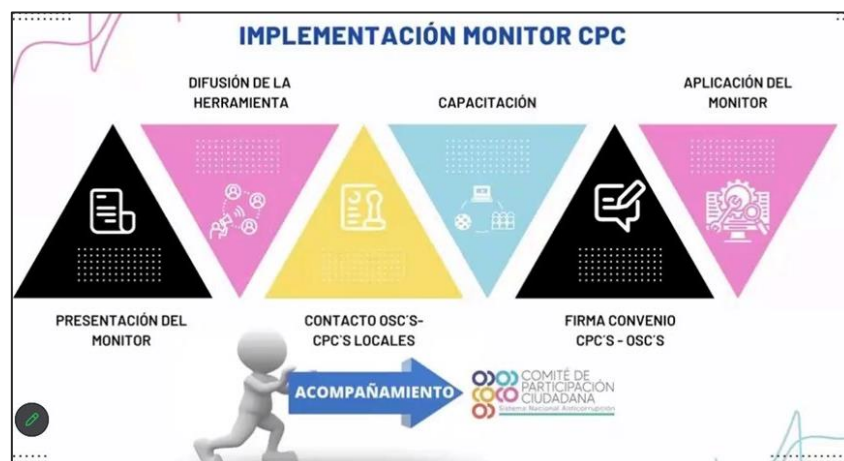 IMPLEMENTACIÓN MONITOR CPC
DIFUSIÓN DE LA
HERRAMIENTA
CAPACITACIÓN
APLICACIÓN DEL
MONITOR
PRESENTACIÓN DEL
MONITOR
CONTACTO OSC'S-
CPC'S LOCALES
FIRMA CONVENIO
CPC'S - OSC'S
ACOMPAÑAMIENTO
COMITÉ DE
PARTICIPACIÓN
CIUDADANA
Sistema Nacional Anticorrupción